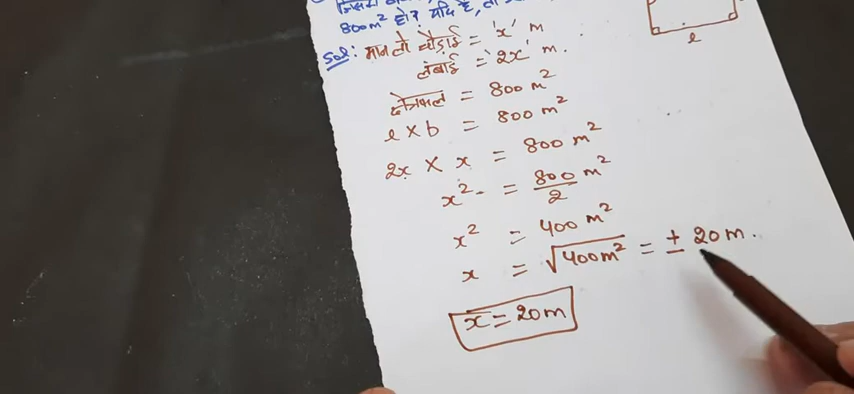 800m² हो? यदि है,
Sol: मान लो चौड़ाई = 'x' m
लंबाई = '2x' m.
क्षेत्रफल = 800 m²
l × b = 800 m²
2x × x = 800 m²
x² = 800/2 m²
x² = 400 m²
x = √400m² = ± 20 m.
x = 20m
l